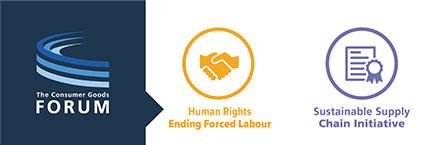 The Consumer Goods
FORUM
Human Rights
Ending Forced Labour
Sustainable Supply
Chain Initiative